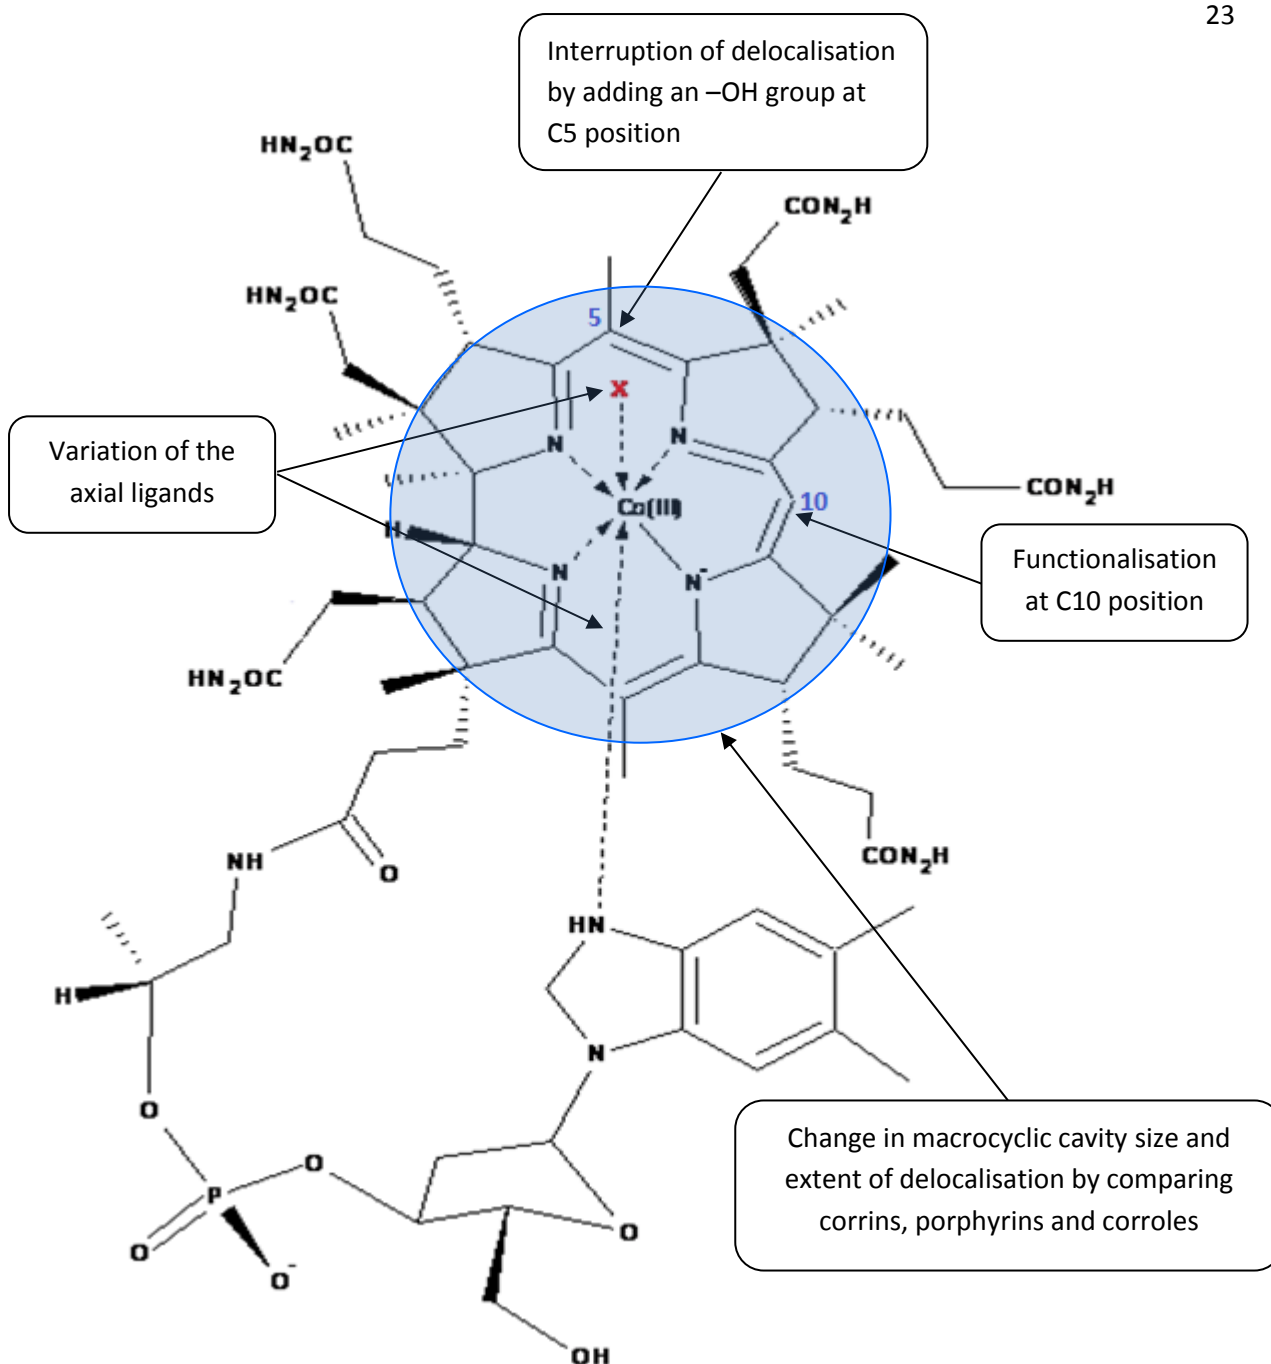 23
Interruption of delocalisation
by adding an –OH group at
C5 position
HN₂OC
CON₂H
HN₂OC
5
X
Variation of the
axial ligands
N
N
CON₂H
Co(III)
10
H
Functionalisation
at C10 position
N
N⁻
HN₂OC
CON₂H
NH
O
HN
H
N
O
Change in macrocyclic cavity size and
extent of delocalisation by comparing
corrins, porphyrins and corroles
O
P
O
O
O⁻
OH